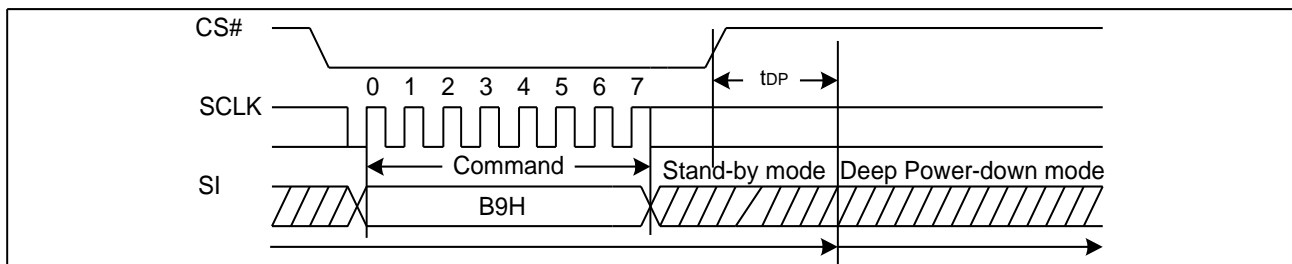 CS#
tDP
0 1 2 3 4 5 6 7
SCLK
Command
Stand-by mode Deep Power-down mode
SI
B9H